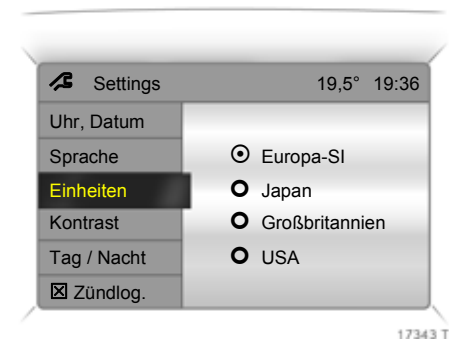 Settings 19,5° 19:36
Uhr, Datum
Sprache
Einheiten
Kontrast
Tag / Nacht
Zündlog.
Europa-SI
Japan
Großbritannien
USA
17343 T